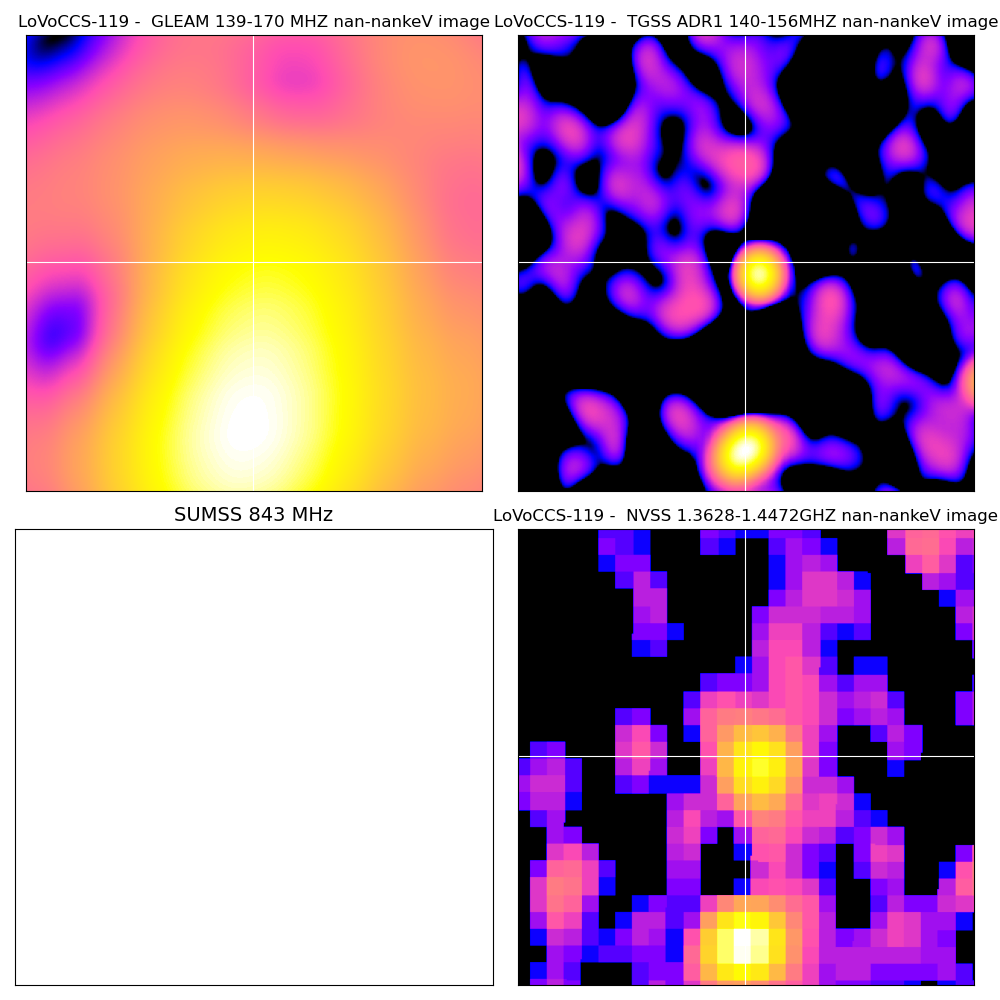 LoVoCCS-119 -  GLEAM 139-170 MHZ nan-nankeV image
LoVoCCS-119 -  TGSS ADR1 140-156MHZ nan-nankeV image
SUMSS 843 MHz
LoVoCCS-119 -  NVSS 1.3628-1.4472GHZ nan-nankeV image